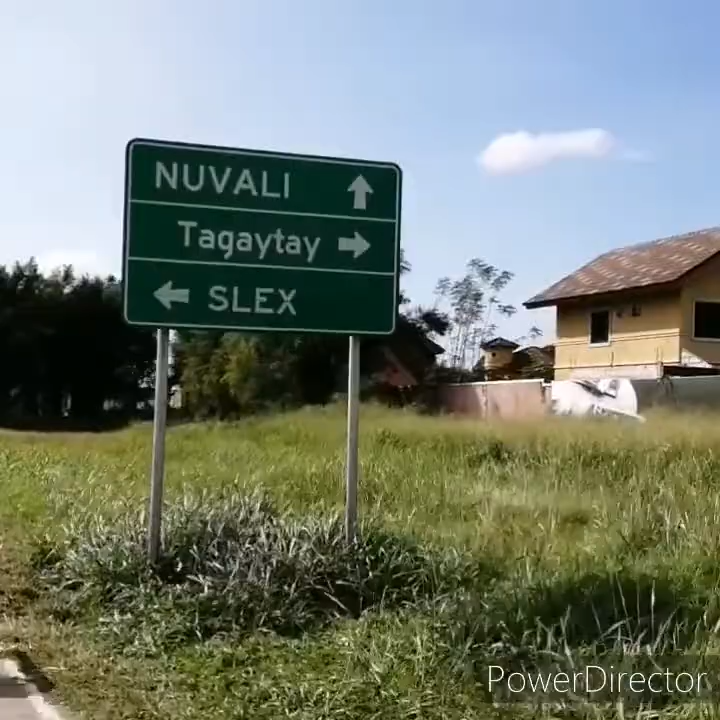 NUVALI ↑
Tagaytay →
← SLEX
PowerDirector